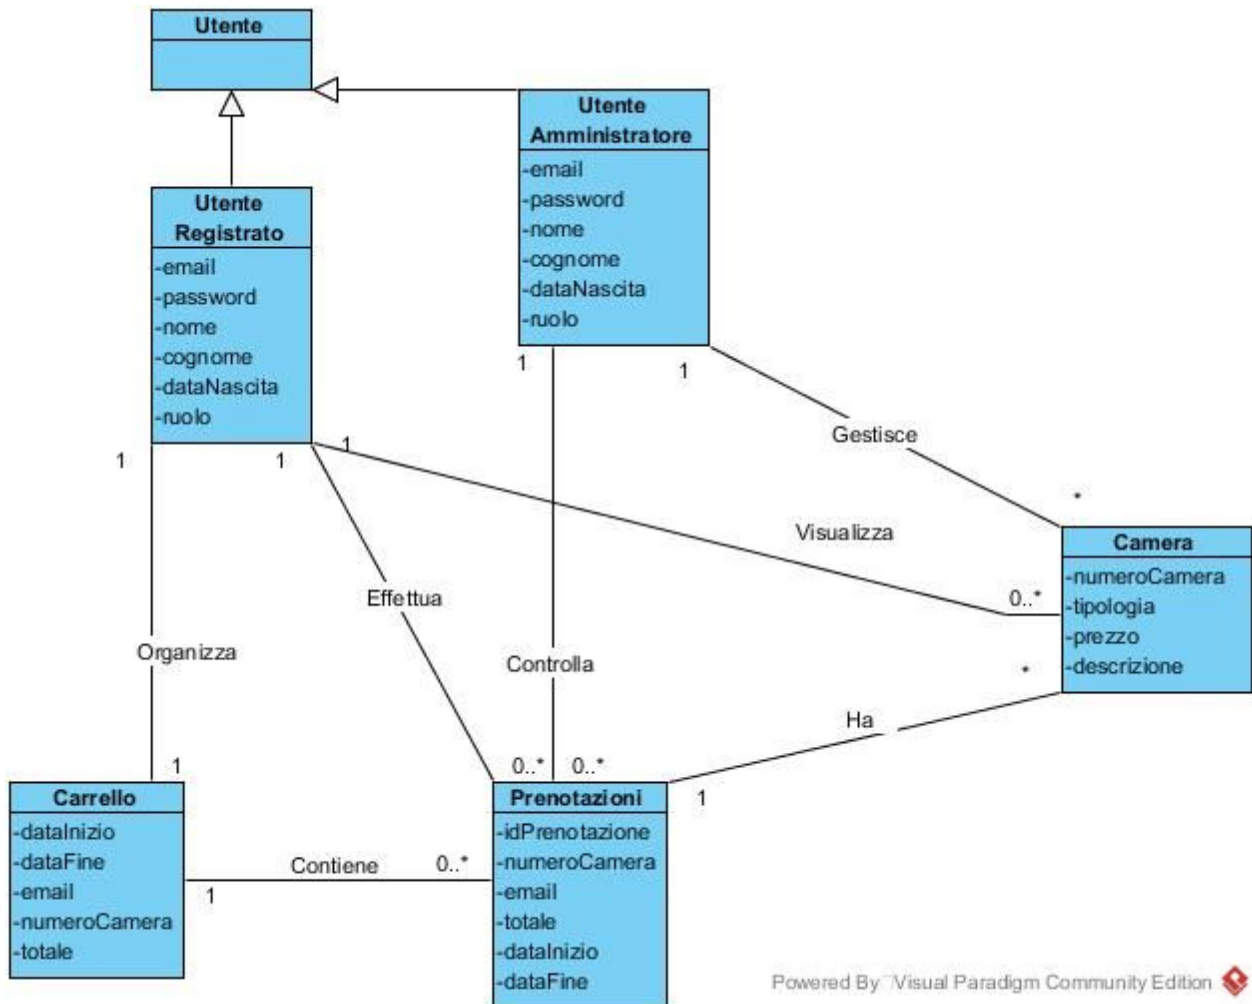 Utente
Utente
Amministratore
-email
-password
-nome
-cognome
-dataNascita
-ruolo
Utente
Registrato
-email
-password
-nome
-cognome
-dataNascita
-ruolo
1
1
1
1
1
Gestisce
*
Visualizza
0..*
Camera
-numeroCamera
-tipologia
-prezzo
-descrizione
Effettua
Organizza
Controlla
*
Ha
1
0..*
0..*
1
Carrello
-dataInizio
-dataFine
-email
-numeroCamera
-totale
Contiene
0..*
1
Prenotazioni
-idPrenotazione
-numeroCamera
-email
-totale
-dataInizio
-dataFine
Powered By Visual Paradigm Community Edition